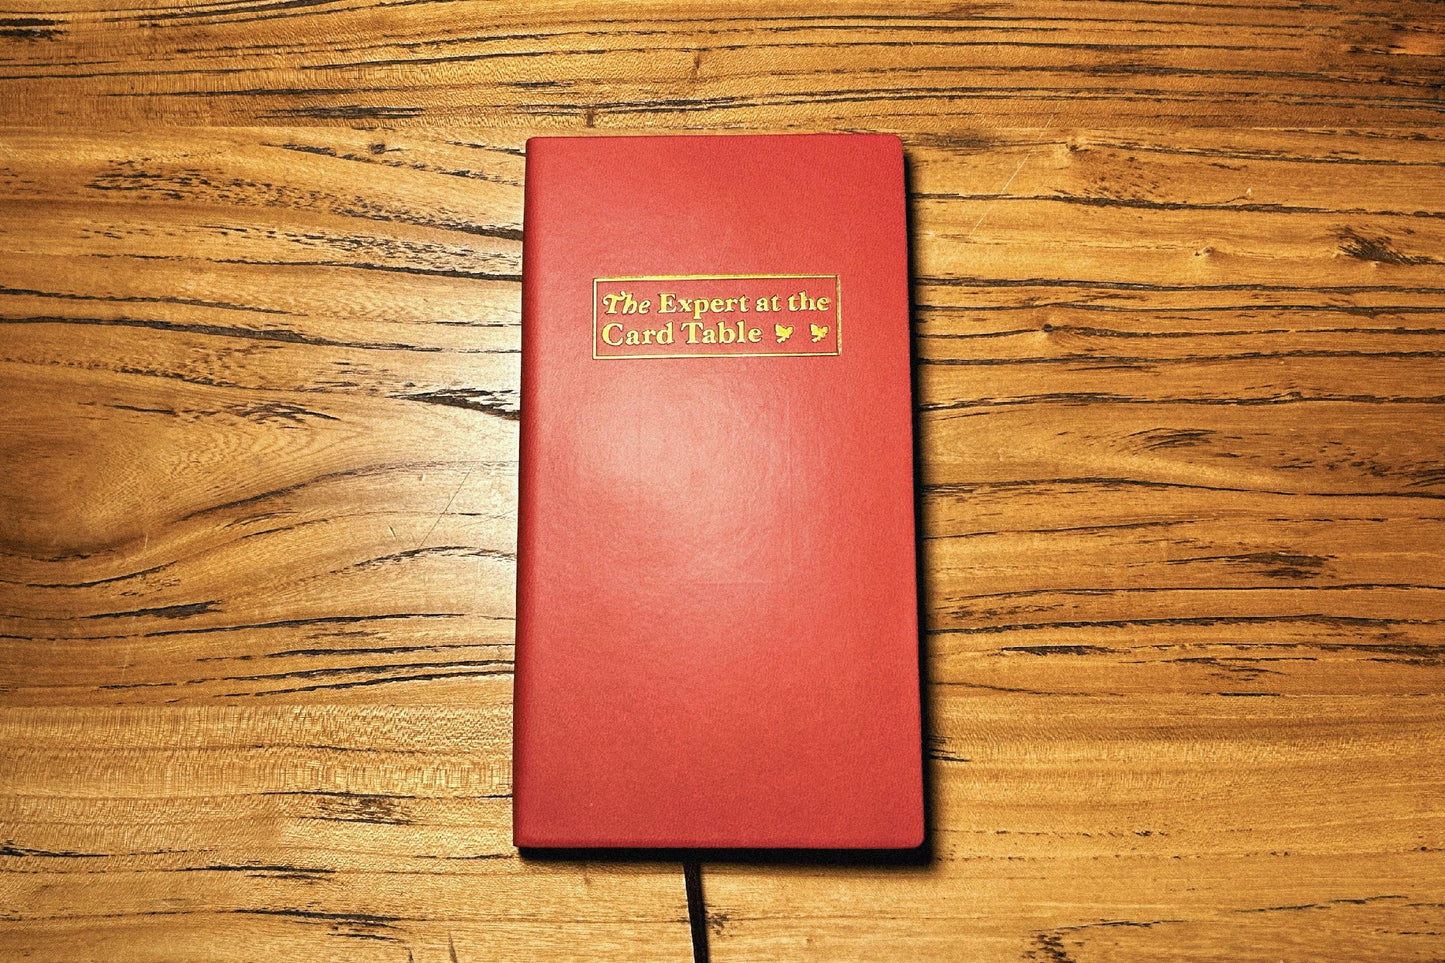 The Expert at the
Card Table